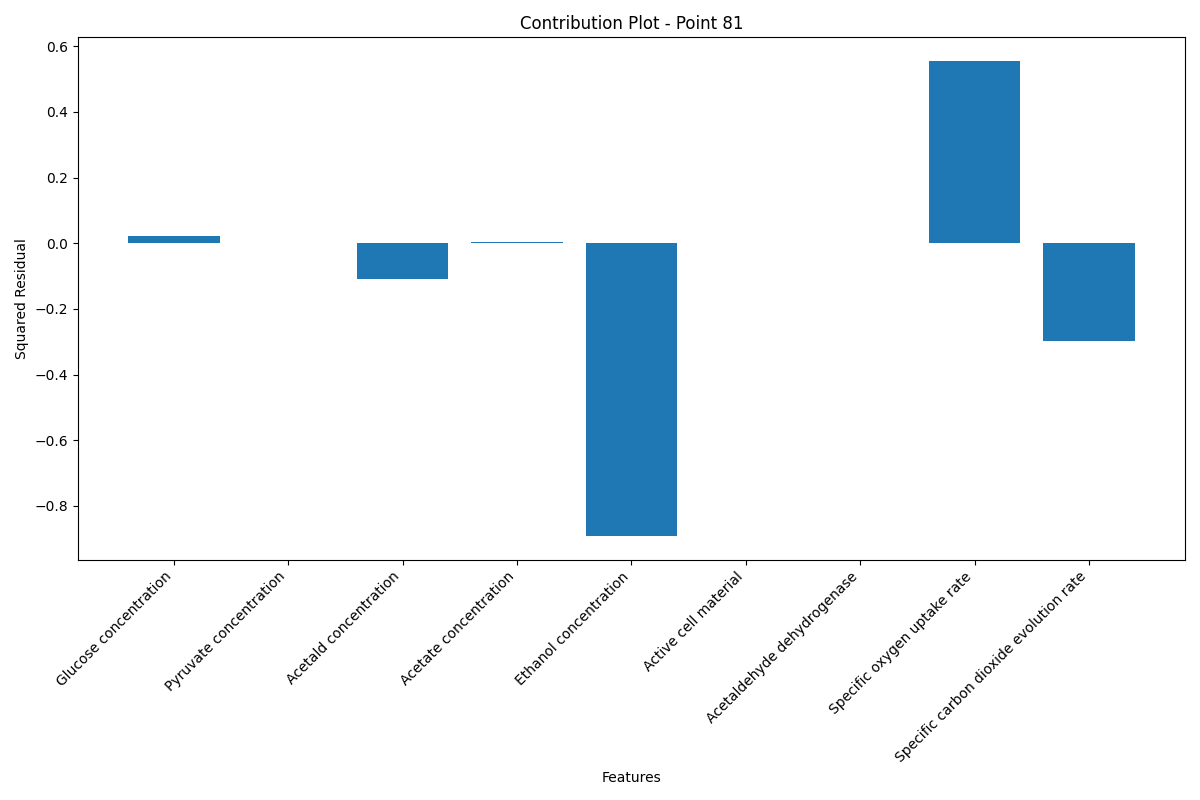 Contribution Plot - Point 81
Squared Residual
0.6
0.4
0.2
0.0
−0.2
−0.4
−0.6
−0.8
Glucose concentration
Pyruvate concentration
Acetald concentration
Acetate concentration
Ethanol concentration
Active cell material
Acetaldehyde dehydrogenase
Specific oxygen uptake rate
Specific carbon dioxide evolution rate
Features